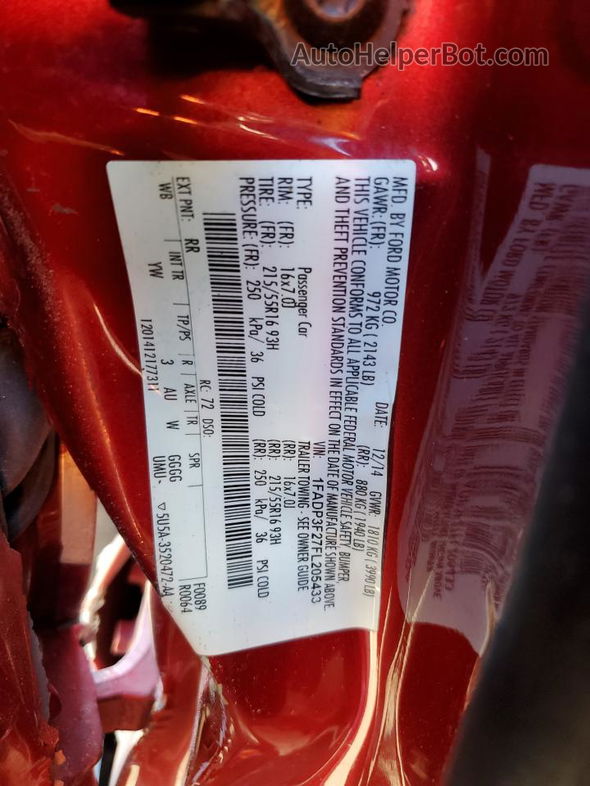 AutoHelperBot.com
MFD. BY FORD MOTOR CO.
DATE: 12/14 GVWR: 1810 KG ( 3990 LB)
GAWR: (FR): 972 KG ( 2143 LB) (RR): 880 KG ( 1940 LB)
THIS VEHICLE CONFORMS TO ALL APPLICABLE FEDERAL MOTOR VEHICLE SAFETY, BUMPER,
AND THEFT PREVENTION STANDARDS IN EFFECT ON THE DATE OF MANUFACTURE SHOWN ABOVE.
VIN: 1FADP3F27FL205433
TYPE: Passenger Car TRAILER TOWING - SEE OWNER GUIDE
RIM: (FR): 16x7.0J (RR): 16x7.0J
TIRE: (FR): 215/55R16 93H (RR): 215/55R16 93H
PRESSURE: (FR): 250 kPa/ 36 PSI COLD (RR): 250 kPa/ 36 PSI COLD
RC: 72 DSO: F0089
EXT PNT: RR INT TR TP/PS R AXLE TR SPR R0064
WB YW 3 AU W GGGG
120141217731 UMU- ▽5U5A-3520472-AA